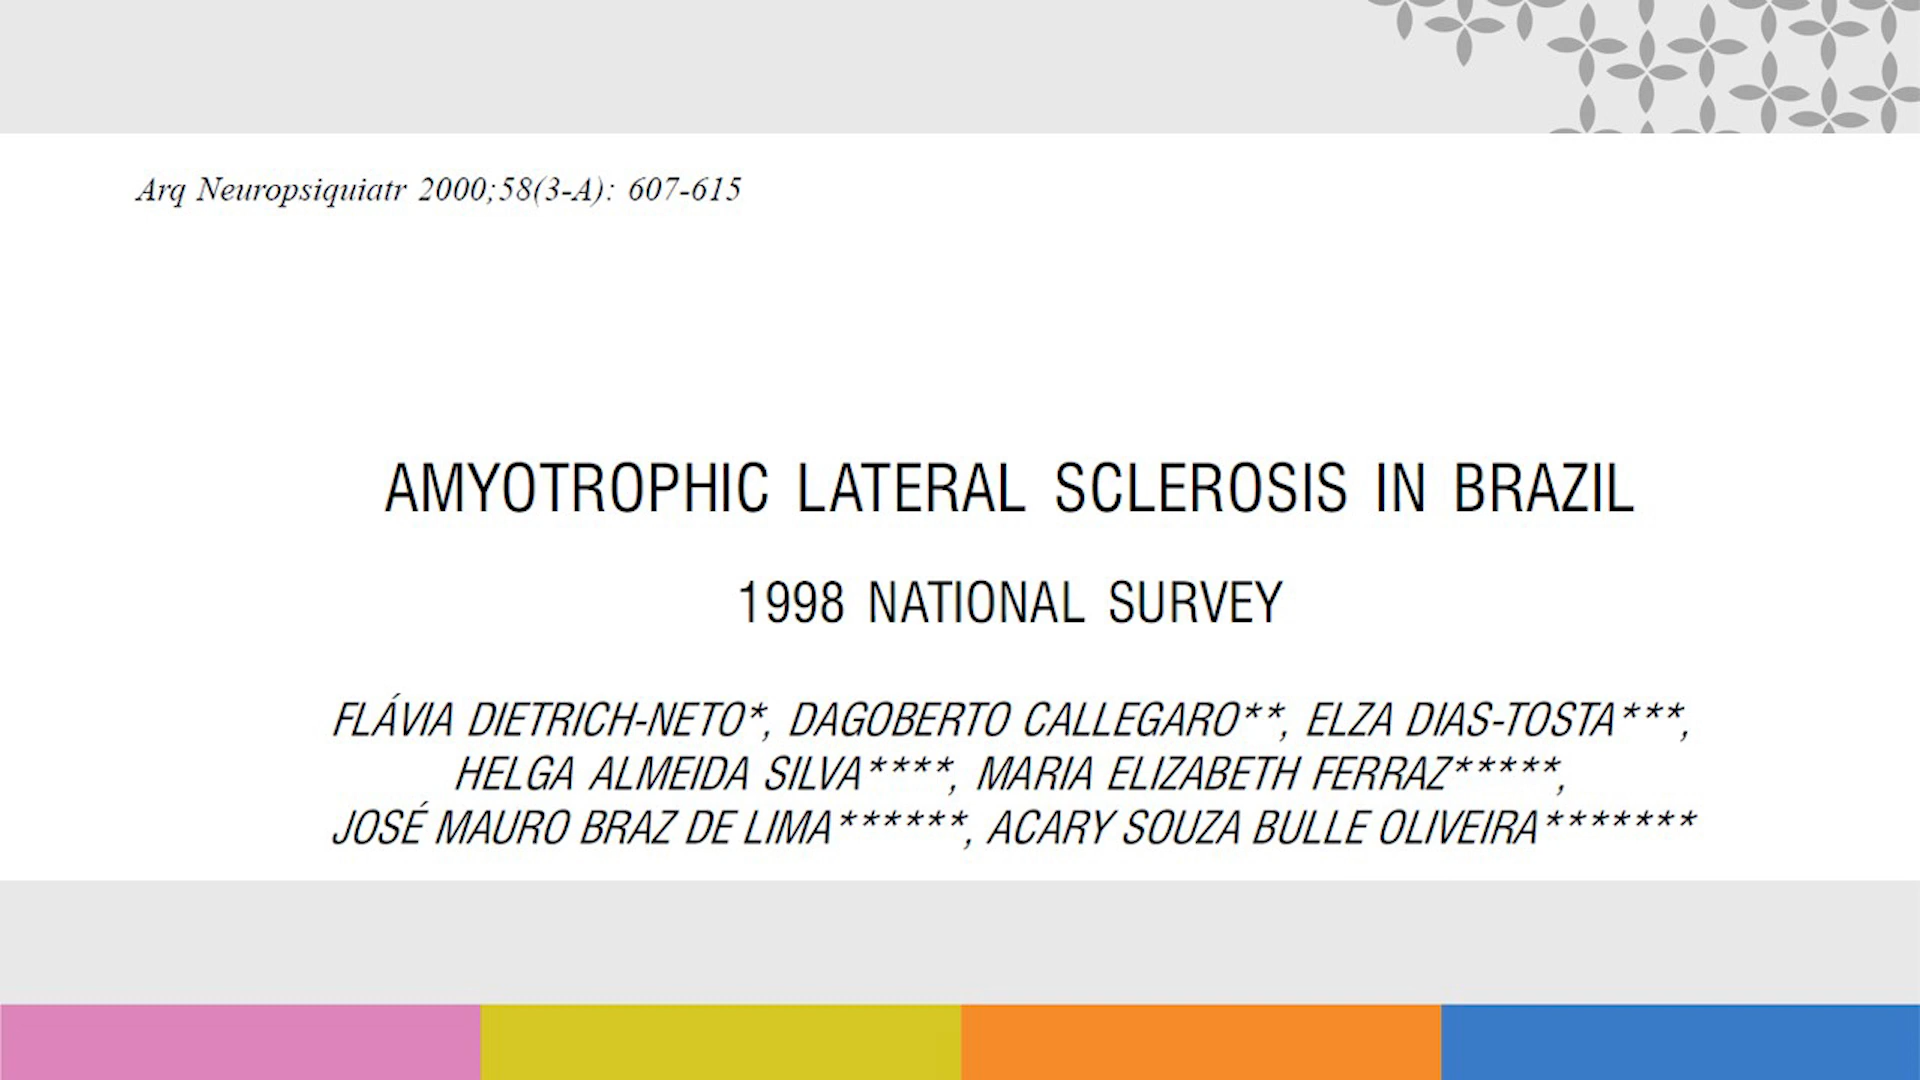 Arq Neuropsiquiatr 2000;58(3-A): 607-615
AMYOTROPHIC LATERAL SCLEROSIS IN BRAZIL
1998 NATIONAL SURVEY
FLÁVIA DIETRICH-NETO*, DAGOBERTO CALLEGARO**, ELZA DIAS-TOSTA***,
HELGA ALMEIDA SILVA****, MARIA ELIZABETH FERRAZ*****,
JOSÉ MAURO BRAZ DE LIMA******, ACARY SOUZA BULLE OLIVEIRA*******